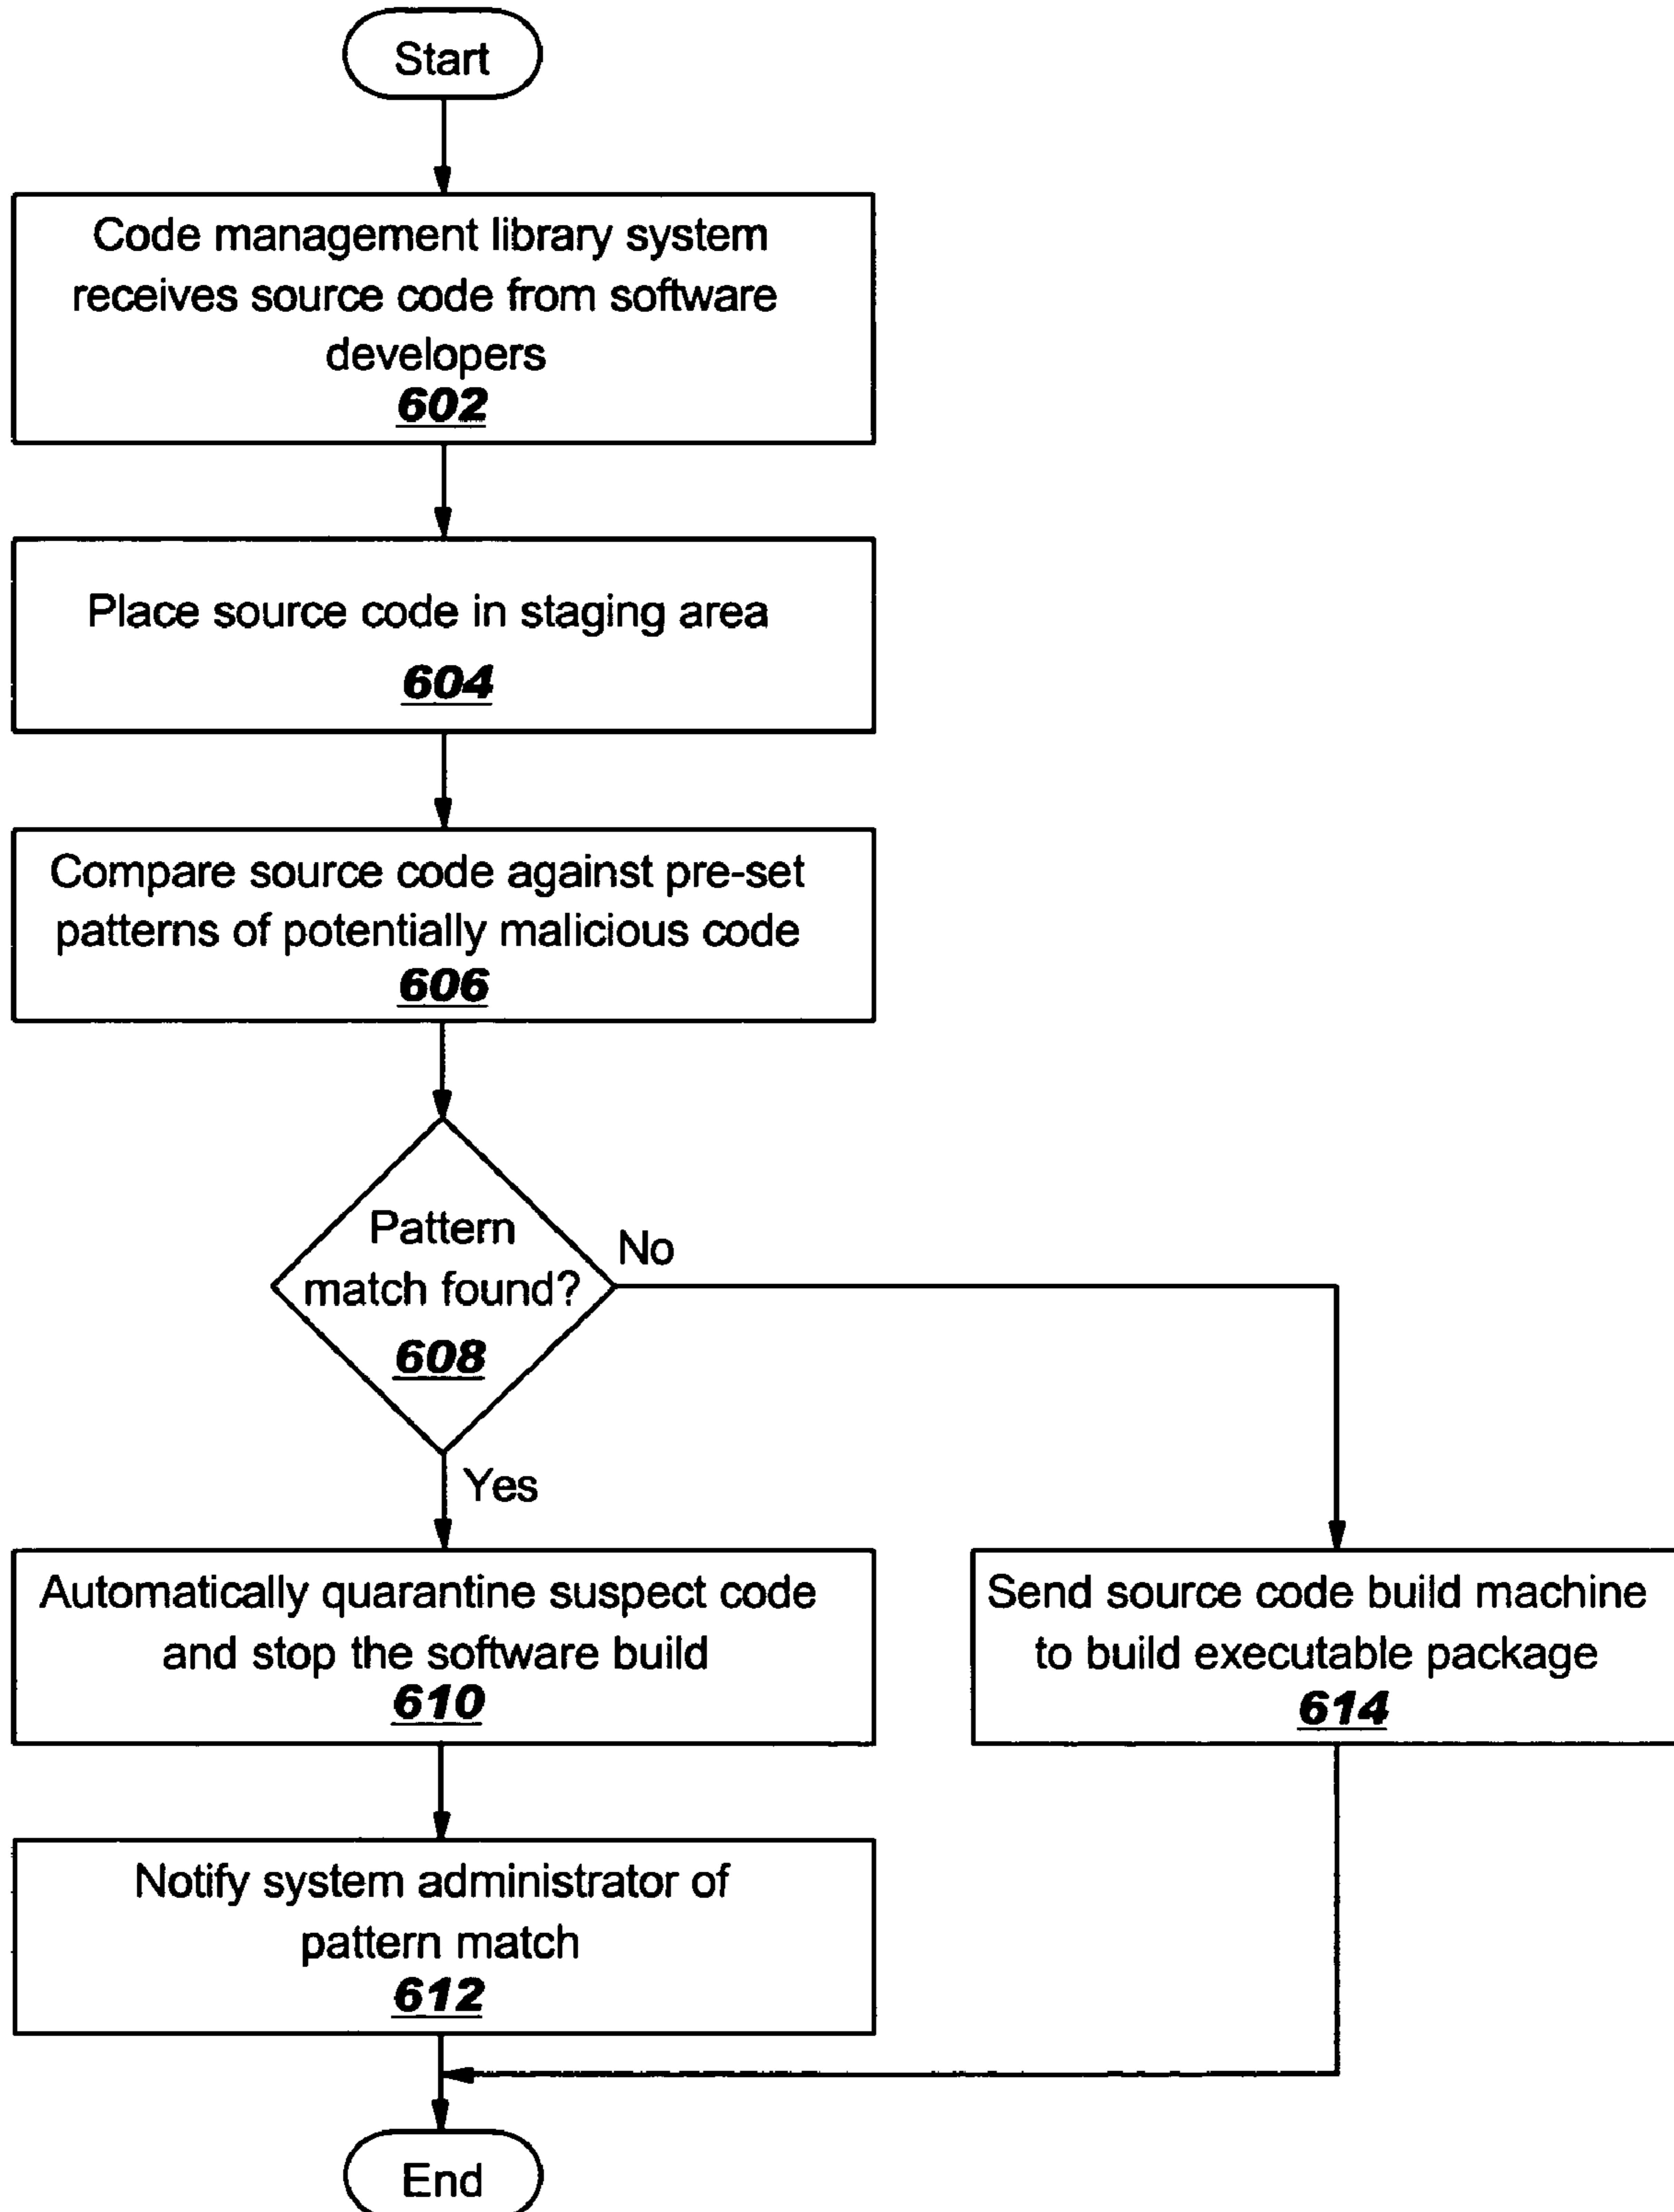 Start
Code management library system
receives source code from software
developers
602
Place source code in staging area
604
Compare source code against pre-set
patterns of potentially malicious code
606
Pattern
match found?
608
No
Yes
Automatically quarantine suspect code
and stop the software build
610
Send source code build machine
to build executable package
614
Notify system administrator of
pattern match
612
End